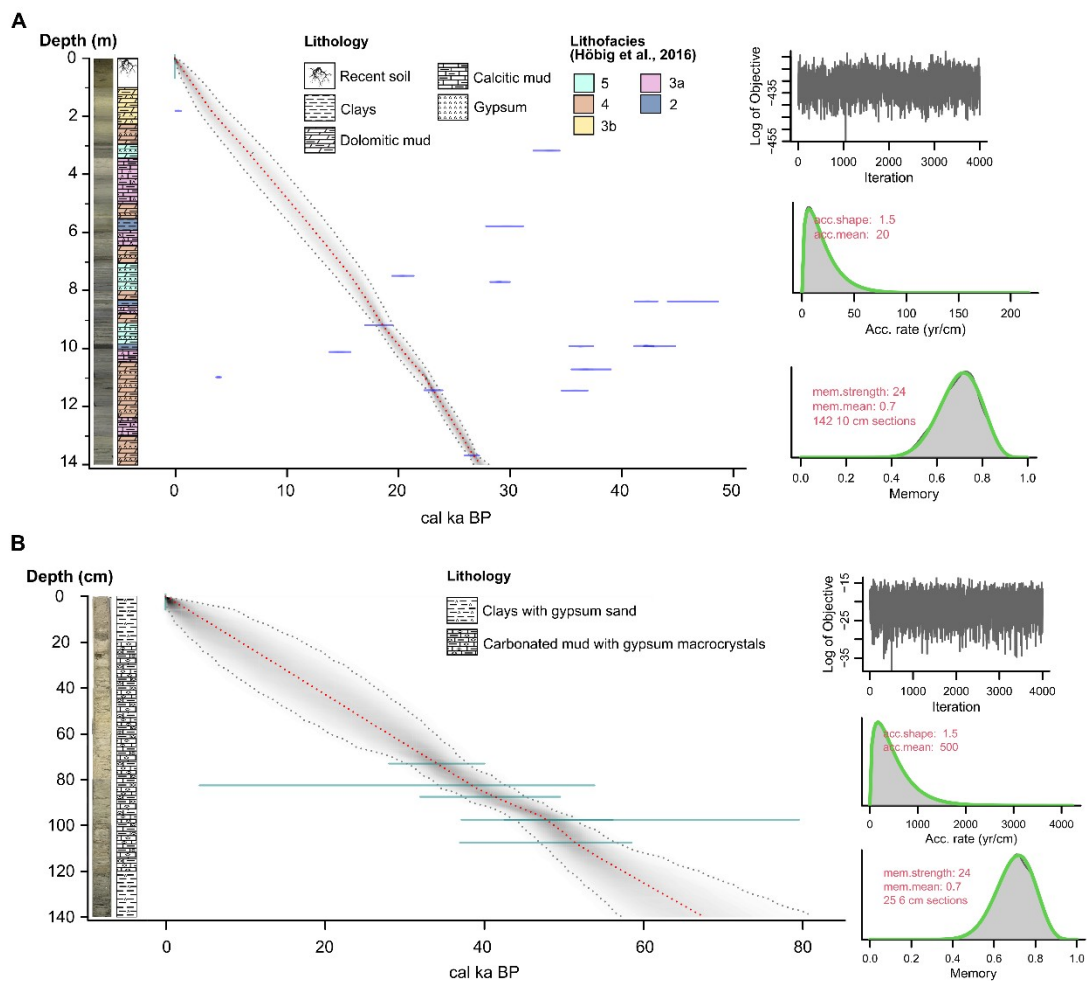 A
Depth (m)
Lithology
Recent soil
Clays
Dolomitic mud
Calcitic mud
Gypsum
Lithofacies
(Höbig et al., 2016)
5
4
3b
3a
2
0
2
4
6
8
10
12
14
0
10
20
30
40
50
cal ka BP
Log of Objective
-435
-455
0
1000
2000
3000
4000
Iteration
acc.shape: 1.5
acc.mean: 20
0
50
100
150
200
Acc. rate (yr/cm)
mem.strength: 24
mem.mean: 0.7
142 10 cm sections
0.0
0.2
0.4
0.6
0.8
1.0
Memory
B
Depth (cm)
Lithology
Clays with gypsum sand
Carbonated mud with gypsum macrocrystals
0
20
40
60
80
100
120
140
0
20
40
60
80
cal ka BP
Log of Objective
-15
-25
-35
0
1000
2000
3000
4000
Iteration
acc.shape: 1.5
acc.mean: 500
0
1000
2000
3000
4000
Acc. rate (yr/cm)
mem.strength: 24
mem.mean: 0.7
25 6 cm sections
0.0
0.2
0.4
0.6
0.8
1.0
Memory